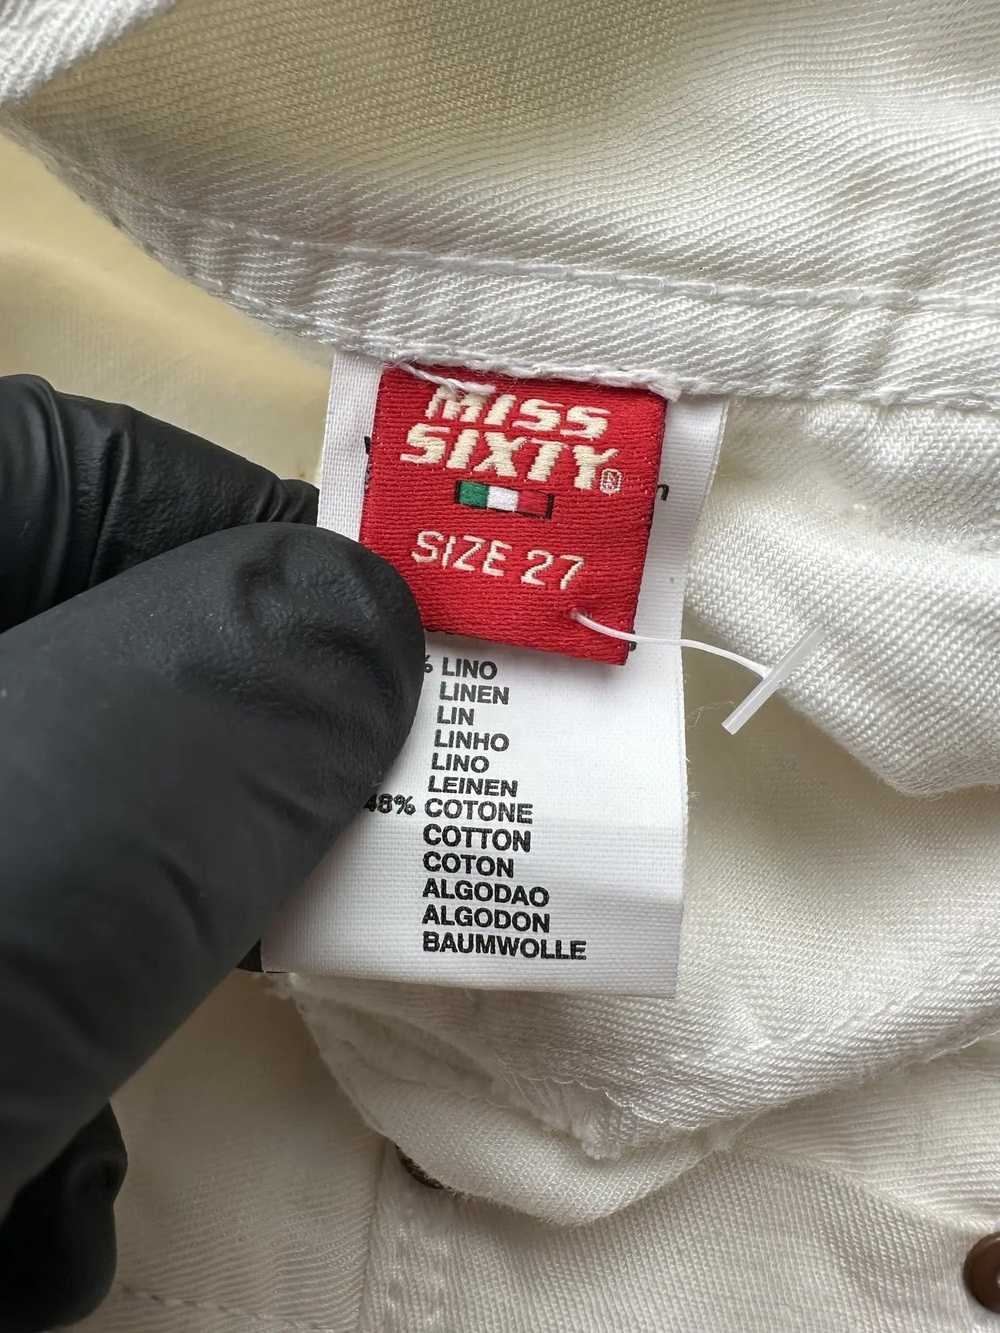 MISS
SIXTY
SIZE 27
% LINO
LINEN
LIN
LINHO
LINO
LEINEN
48% COTONE
COTTON
COTON
ALGODAO
ALGODON
BAUMWOLLE